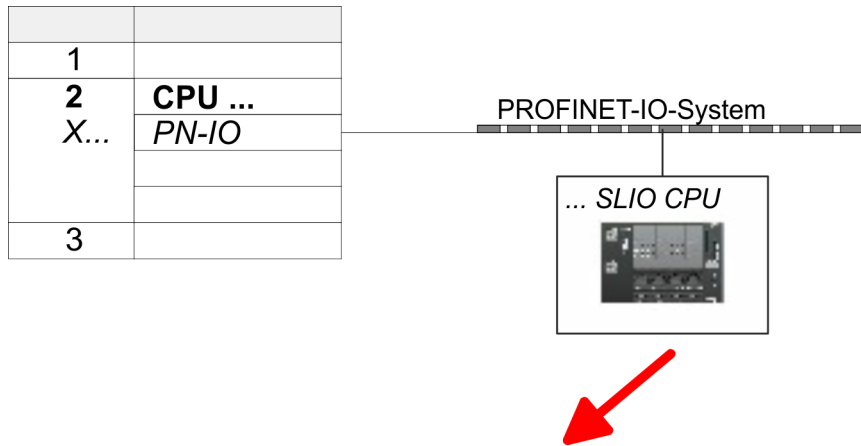 1
2 CPU ...
X... PN-IO
3
PROFINET-IO-System
... SLIO CPU